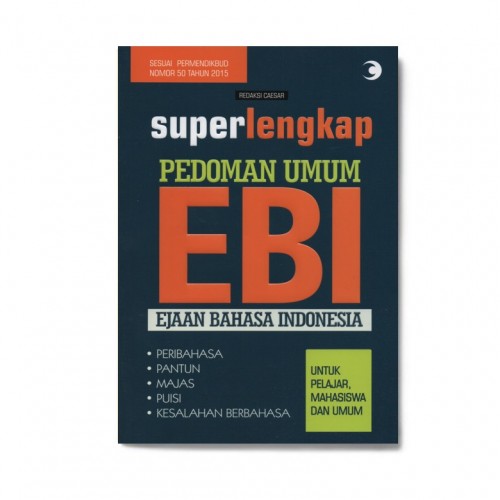 SESUAI PERMENDIKBUD
NOMOR 50 TAHUN 2015
REDAKSI CAESAR
superlengkap
PEDOMAN UMUM
EBI
EJAAN BAHASA INDONESIA
• PERIBAHASA
• PANTUN
• MAJAS
• PUISI
• KESALAHAN BERBAHASA
UNTUK
PELAJAR,
MAHASISWA
DAN UMUM